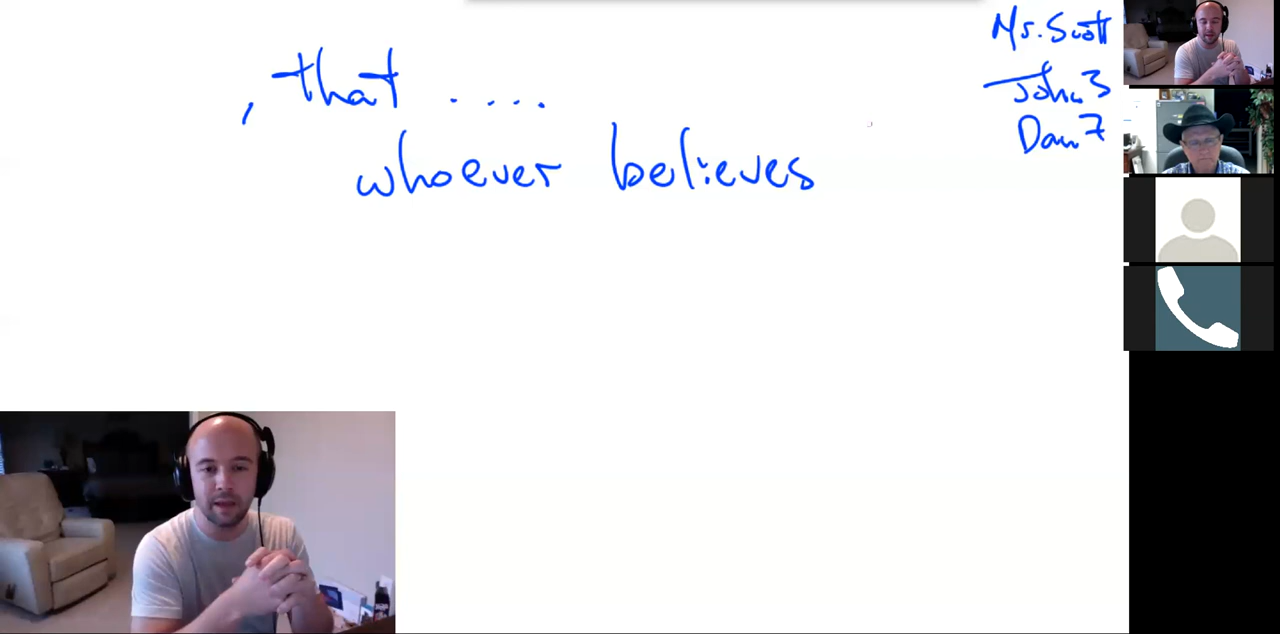 , that ....
whoever believes
Mr. Scott
John 3
Dan 7